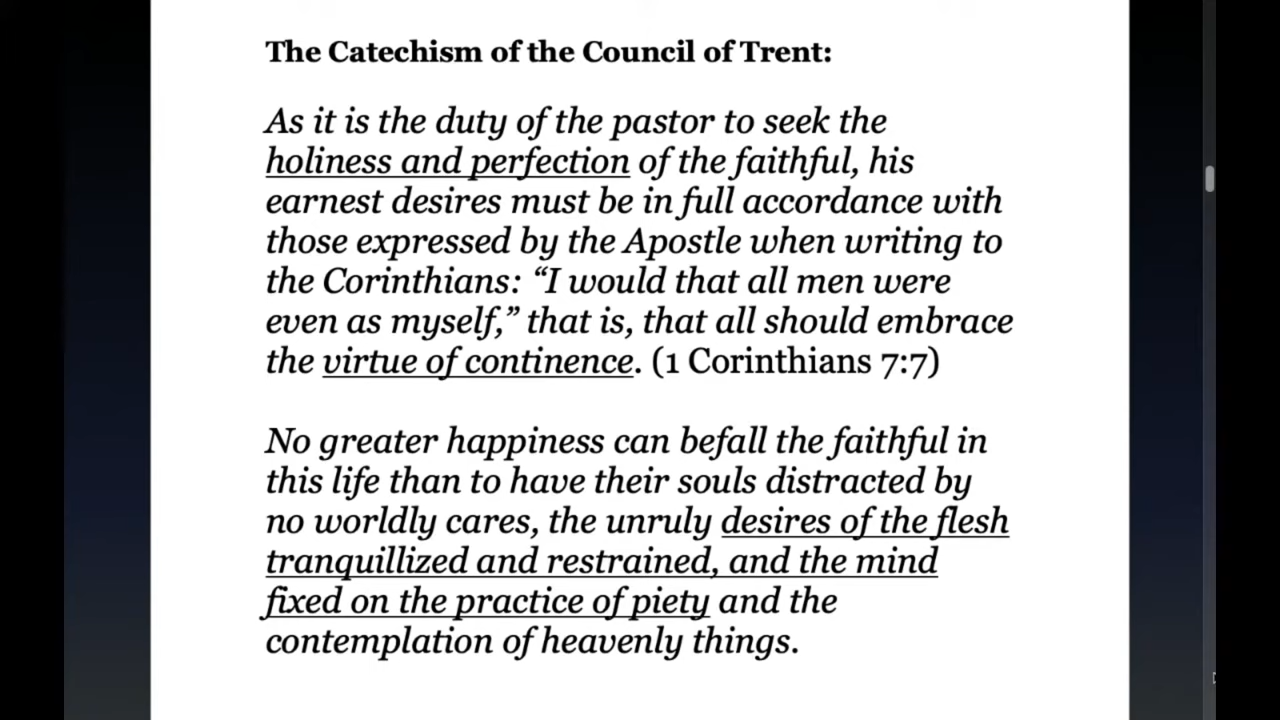 The Catechism of the Council of Trent:
As it is the duty of the pastor to seek the
holiness and perfection of the faithful, his
earnest desires must be in full accordance with
those expressed by the Apostle when writing to
the Corinthians: “I would that all men were
even as myself,” that is, that all should embrace
the virtue of continence. (1 Corinthians 7:7)
No greater happiness can befall the faithful in
this life than to have their souls distracted by
no worldly cares, the unruly desires of the flesh
tranquillized and restrained, and the mind
fixed on the practice of piety and the
contemplation of heavenly things.